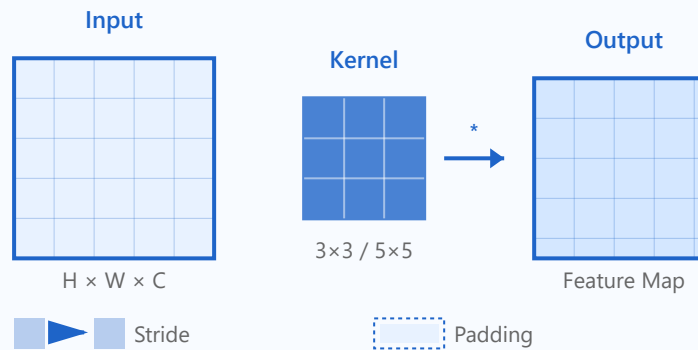 Input
Kernel
Output
*
3×3 / 5×5
H × W × C
Feature Map
Stride
Padding